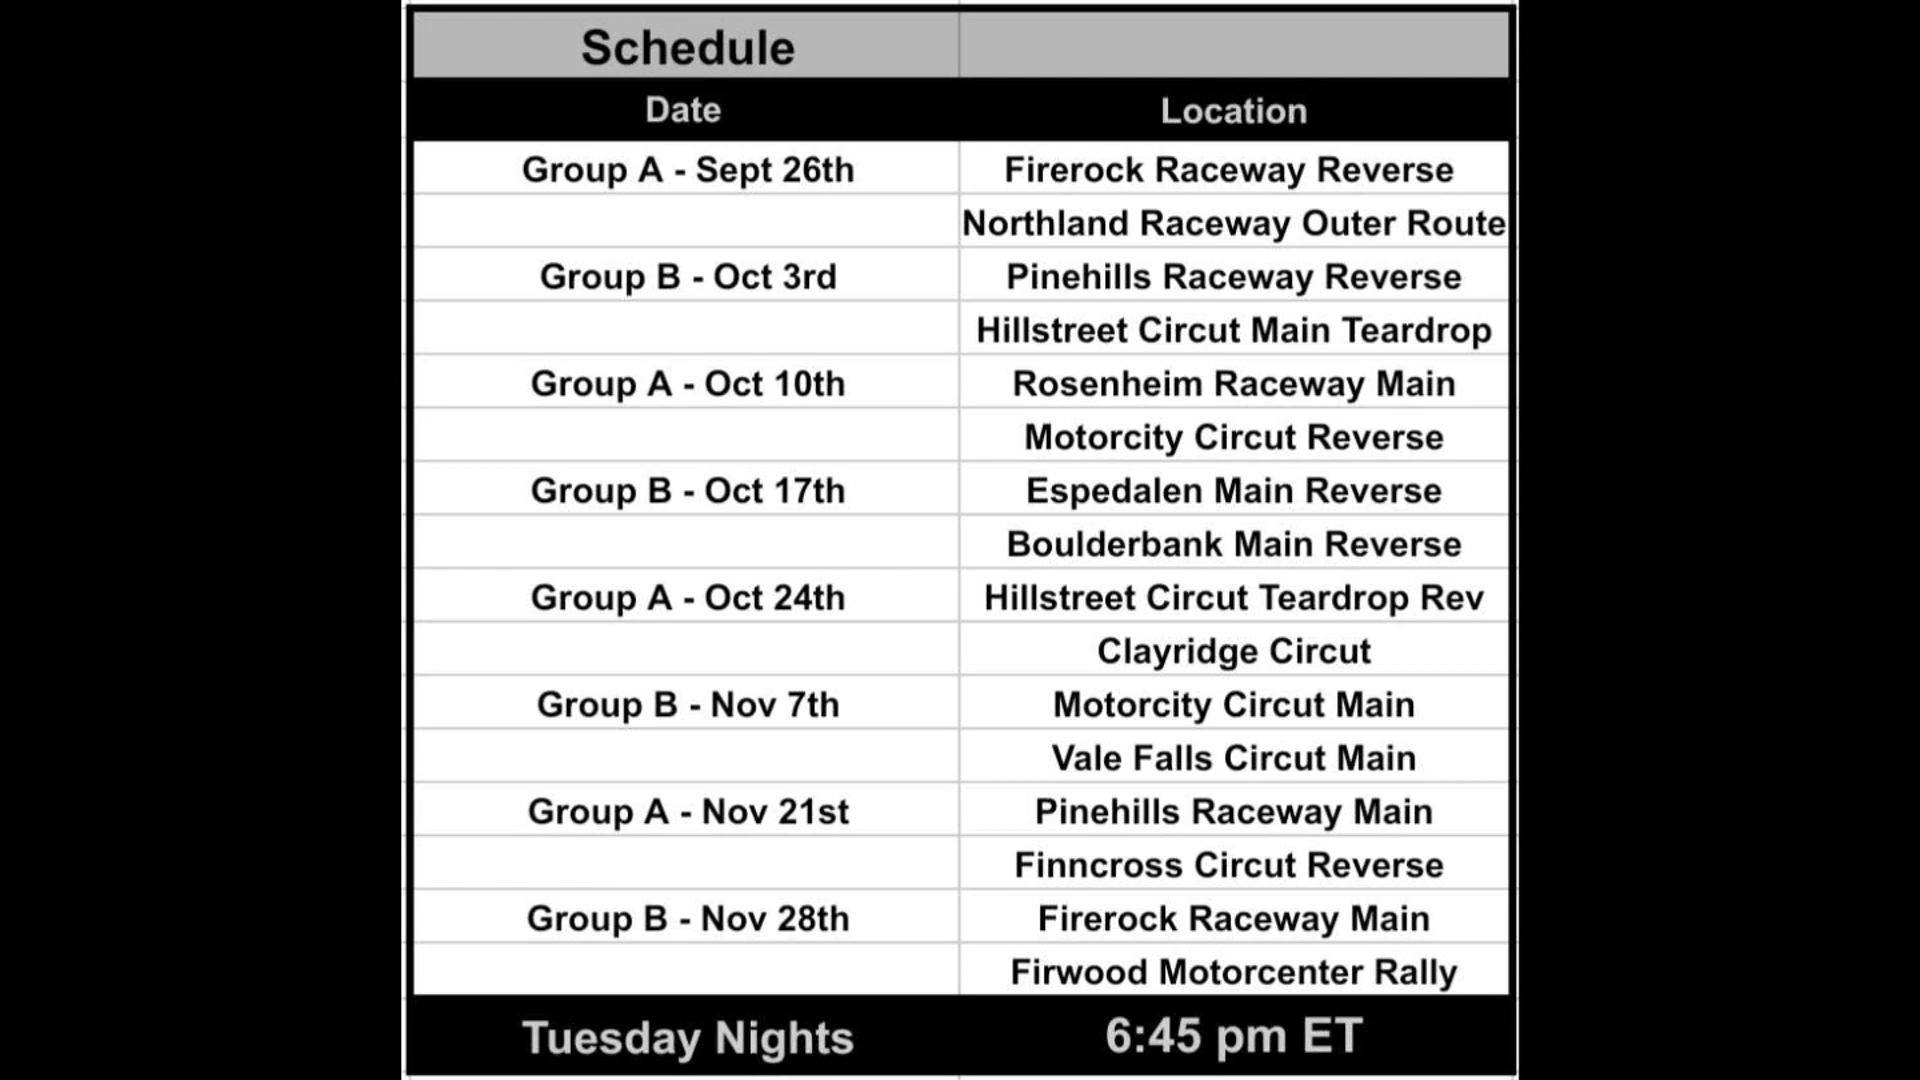 Schedule
Date Location
Group A - Sept 26th Firerock Raceway Reverse
Northland Raceway Outer Route
Group B - Oct 3rd Pinehills Raceway Reverse
Hillstreet Circut Main Teardrop
Group A - Oct 10th Rosenheim Raceway Main
Motorcity Circut Reverse
Group B - Oct 17th Espedalen Main Reverse
Boulderbank Main Reverse
Group A - Oct 24th Hillstreet Circut Teardrop Rev
Clayridge Circut
Group B - Nov 7th Motorcity Circut Main
Vale Falls Circut Main
Group A - Nov 21st Pinehills Raceway Main
Finncross Circut Reverse
Group B - Nov 28th Firerock Raceway Main
Firwood Motorcenter Rally
Tuesday Nights 6:45 pm ET